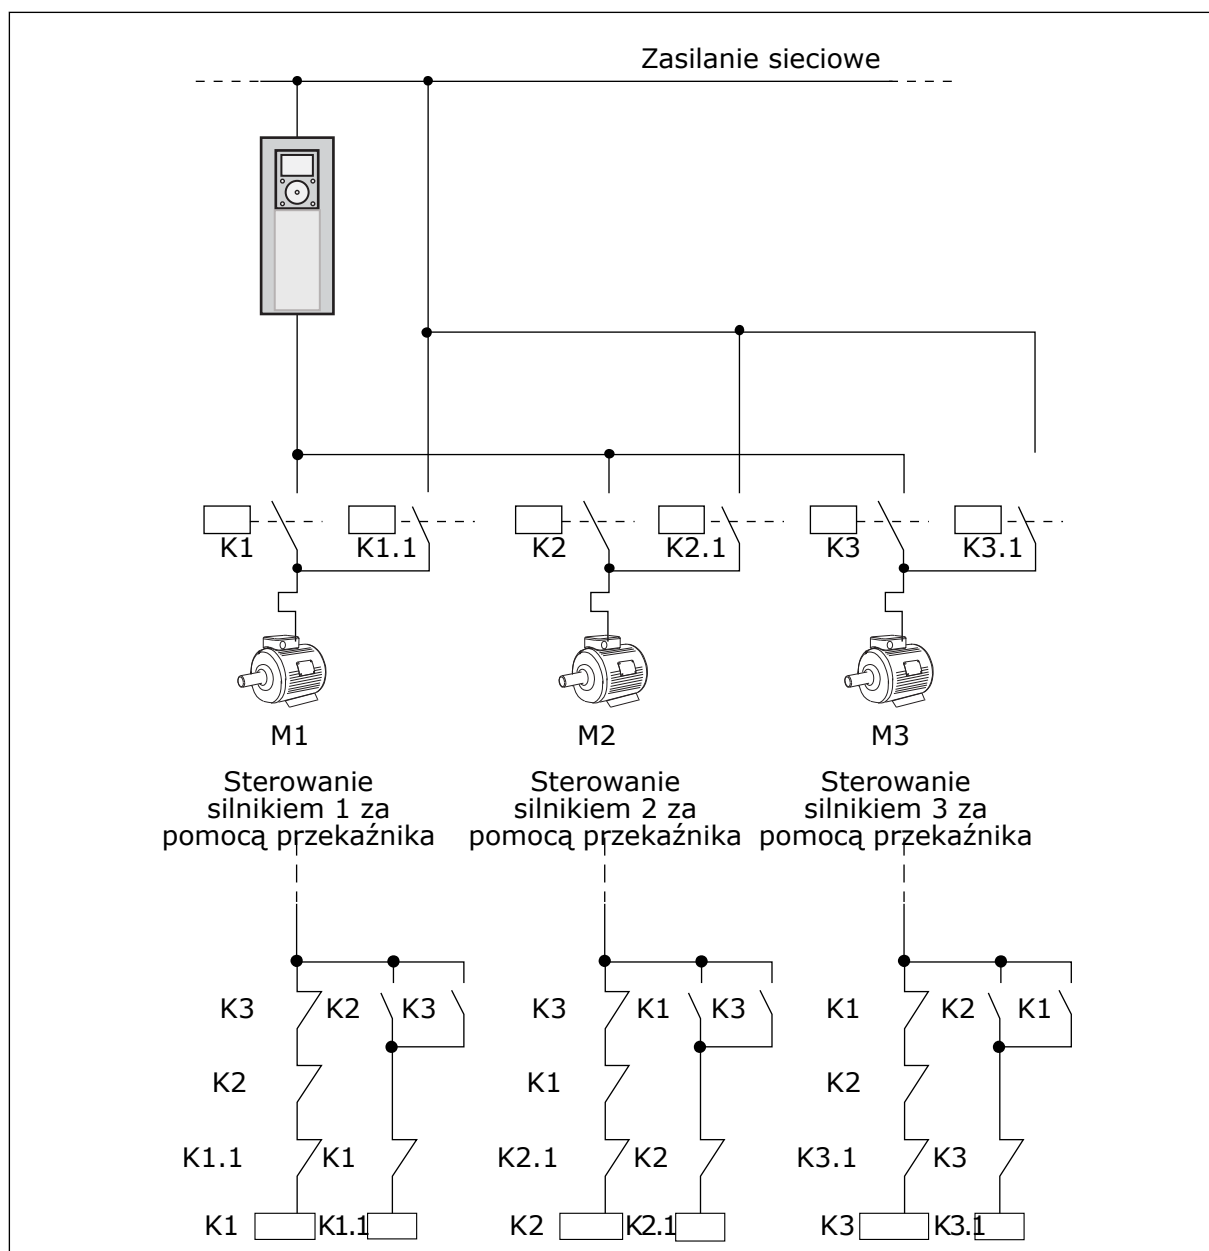 Zasilanie sieciowe
K1 K1.1 K2 K2.1 K3 K3.1
M1 M2 M3
Sterowanie
silnikiem 1 za
pomocą przekaźnika
Sterowanie
silnikiem 2 za
pomocą przekaźnika
Sterowanie
silnikiem 3 za
pomocą przekaźnika
K3 K2 K3 K3 K1 K3 K1 K2 K1
K2 K1 K2
K1.1 K1 K2.1 K2 K3.1 K3
K1 K1.1 K2 K2.1 K3 K3.1